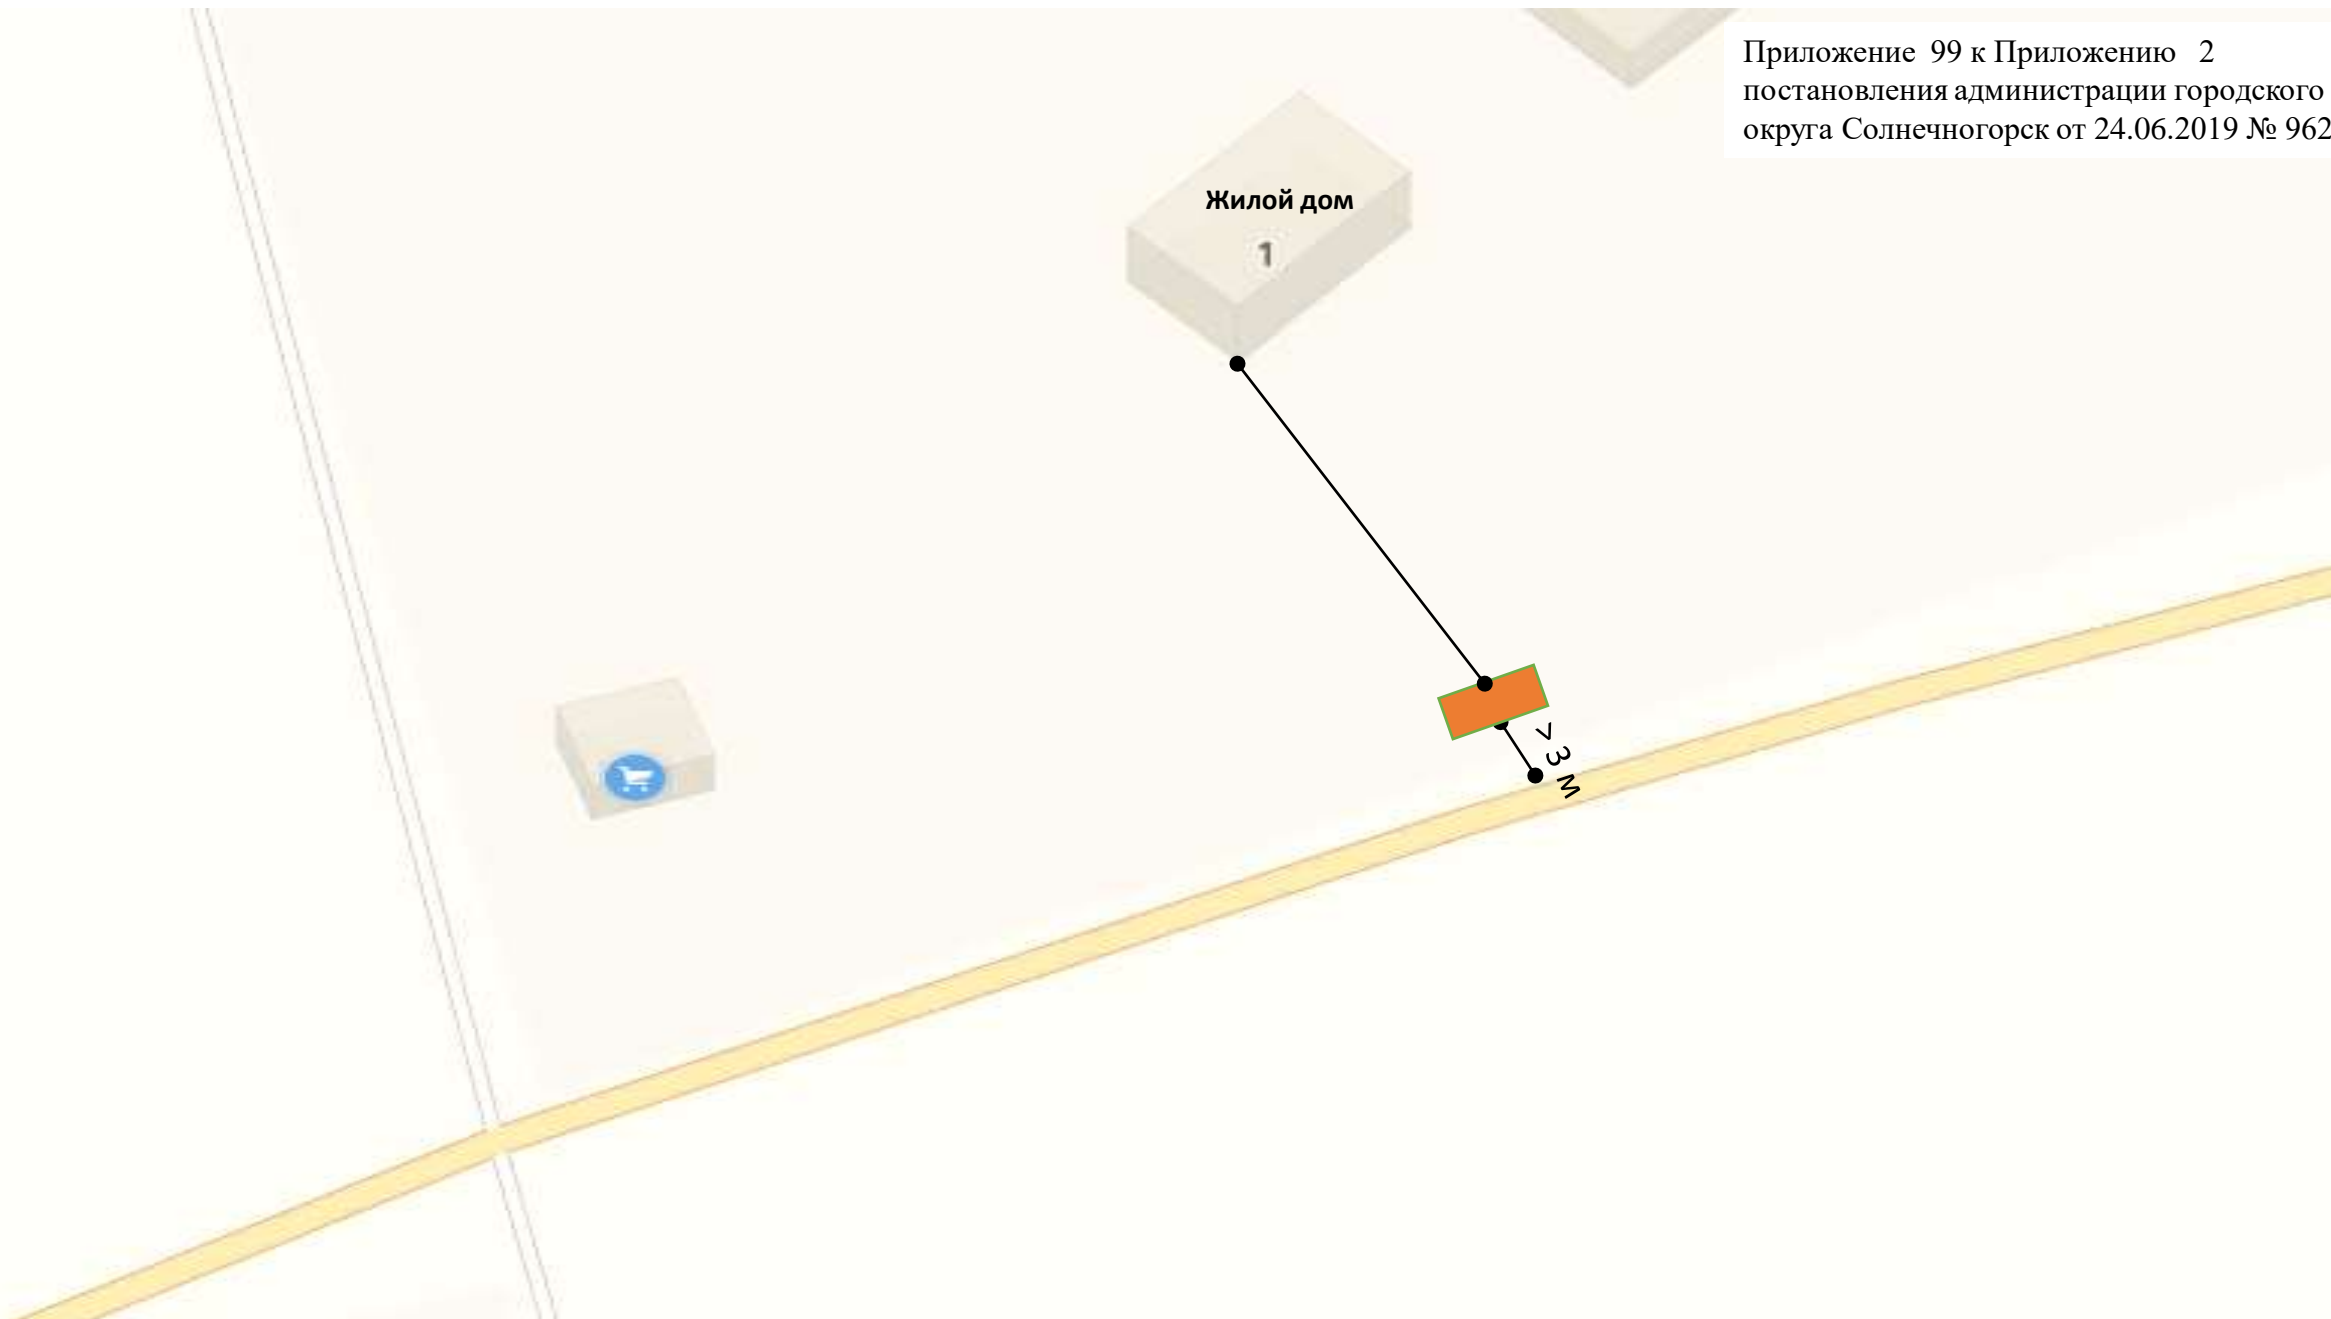 Приложение 99 к Приложению 2
постановления администрации городского
округа Солнечногорск от 24.06.2019 № 962
Жилой дом
1
> 3 м